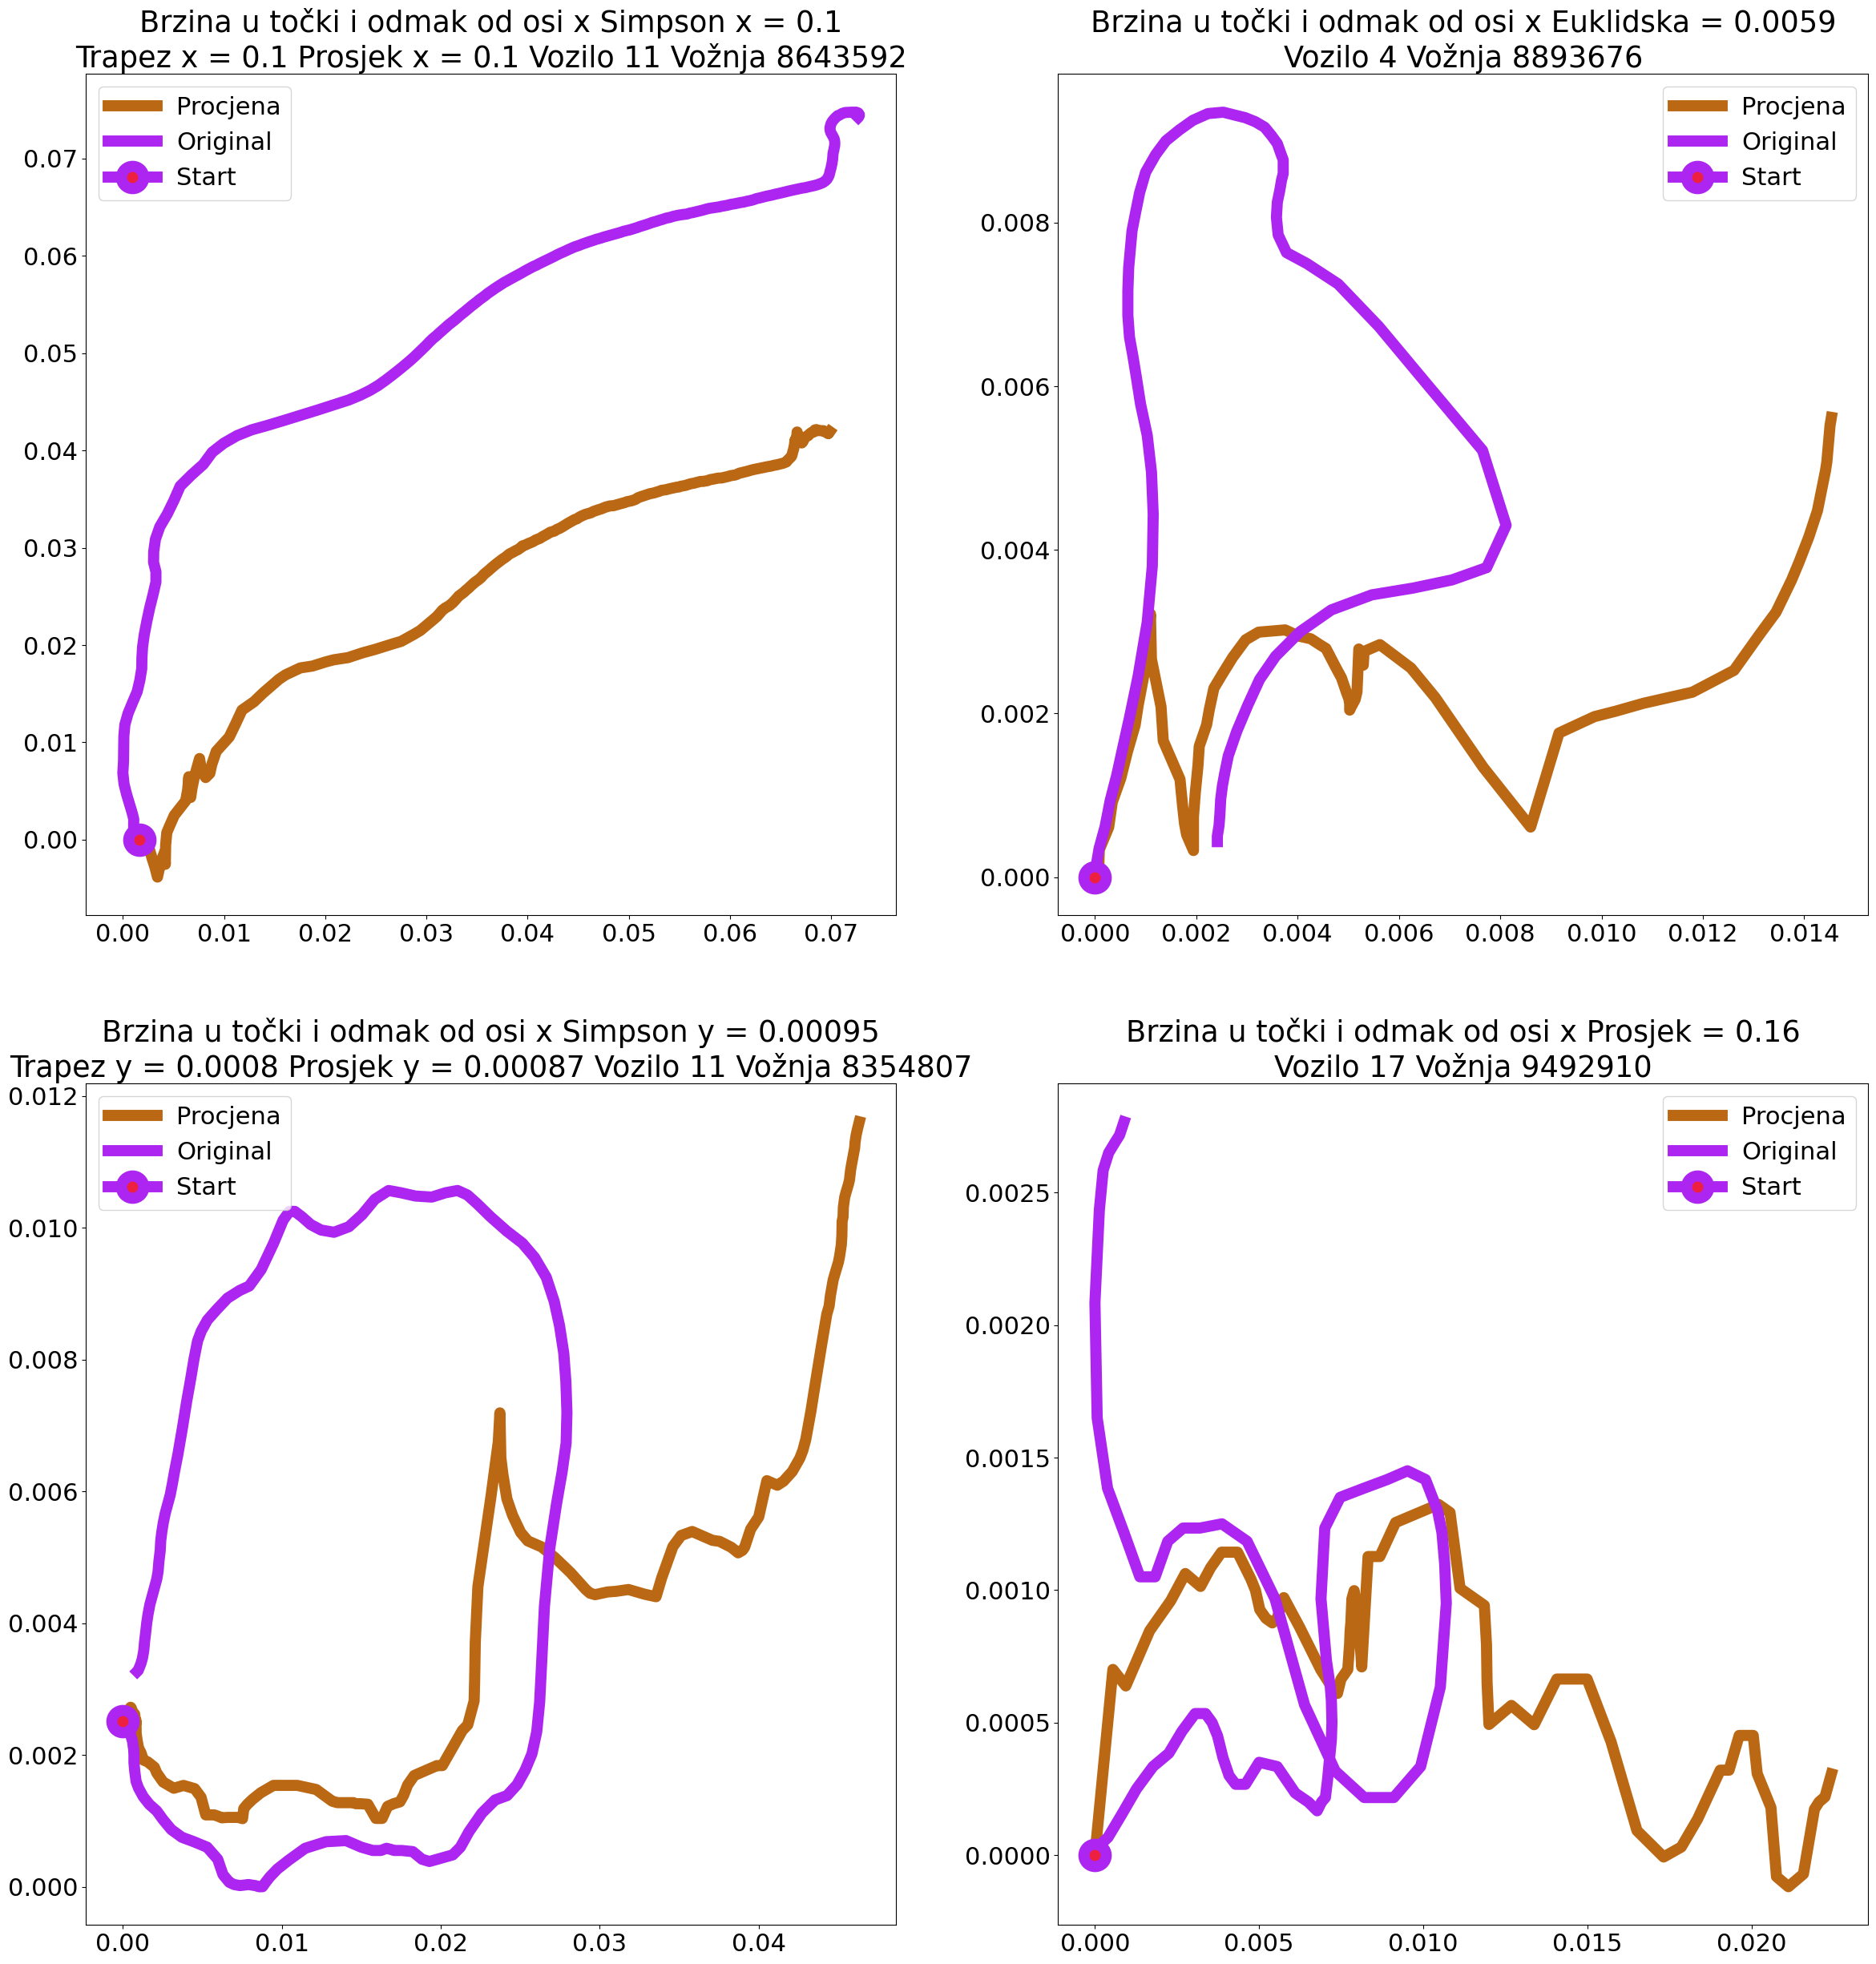 Brzina u točki i odmak od osi x Simpson x = 0.1
Trapez x = 0.1 Prosjek x = 0.1 Vozilo 11 Vožnja 8643592
Procjena
Original
Start
0.07
0.06
0.05
0.04
0.03
0.02
0.01
0.00
0.00 0.01 0.02 0.03 0.04 0.05 0.06 0.07
Brzina u točki i odmak od osi x Euklidska = 0.0059
Vozilo 4 Vožnja 8893676
Procjena
Original
Start
0.008
0.006
0.004
0.002
0.000
0.000 0.002 0.004 0.006 0.008 0.010 0.012 0.014
Brzina u točki i odmak od osi x Simpson y = 0.00095
Trapez y = 0.0008 Prosjek y = 0.00087 Vozilo 11 Vožnja 8354807
Procjena
Original
Start
0.012
0.010
0.008
0.006
0.004
0.002
0.000
0.00 0.01 0.02 0.03 0.04
Brzina u točki i odmak od osi x Prosjek = 0.16
Vozilo 17 Vožnja 9492910
Procjena
Original
Start
0.0025
0.0020
0.0015
0.0010
0.0005
0.0000
0.000 0.005 0.010 0.015 0.020